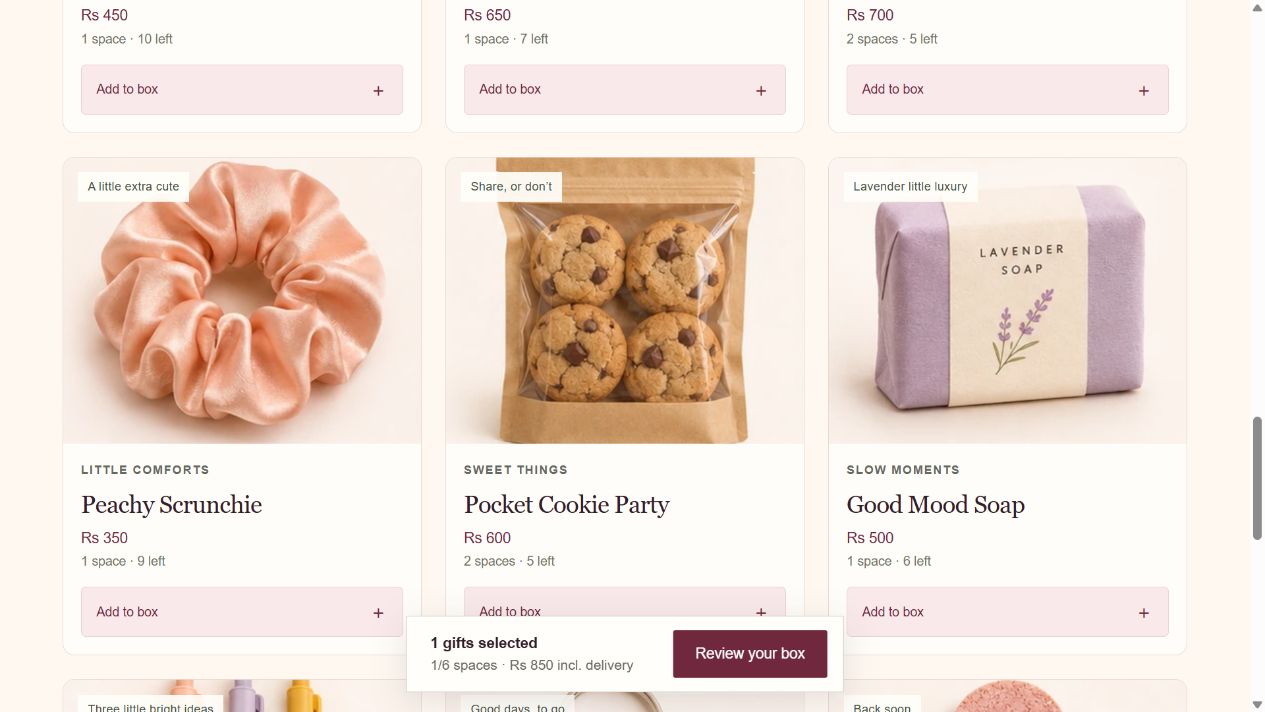 Rs 450
1 space · 10 left
Add to box +
Rs 650
1 space · 7 left
Add to box +
Rs 700
2 spaces · 5 left
Add to box +
A little extra cute
LITTLE COMFORTS
Peachy Scrunchie
Rs 350
1 space · 9 left
Add to box +
Share, or don’t
SWEET THINGS
Pocket Cookie Party
Rs 600
2 spaces · 5 left
Add to box +
Lavender little luxury
LAVENDER
SOAP
SLOW MOMENTS
Good Mood Soap
Rs 500
1 space · 6 left
Add to box +
1 gifts selected
1/6 spaces · Rs 850 incl. delivery
Review your box
Three little bright ideas
Good days, to go
Back soon